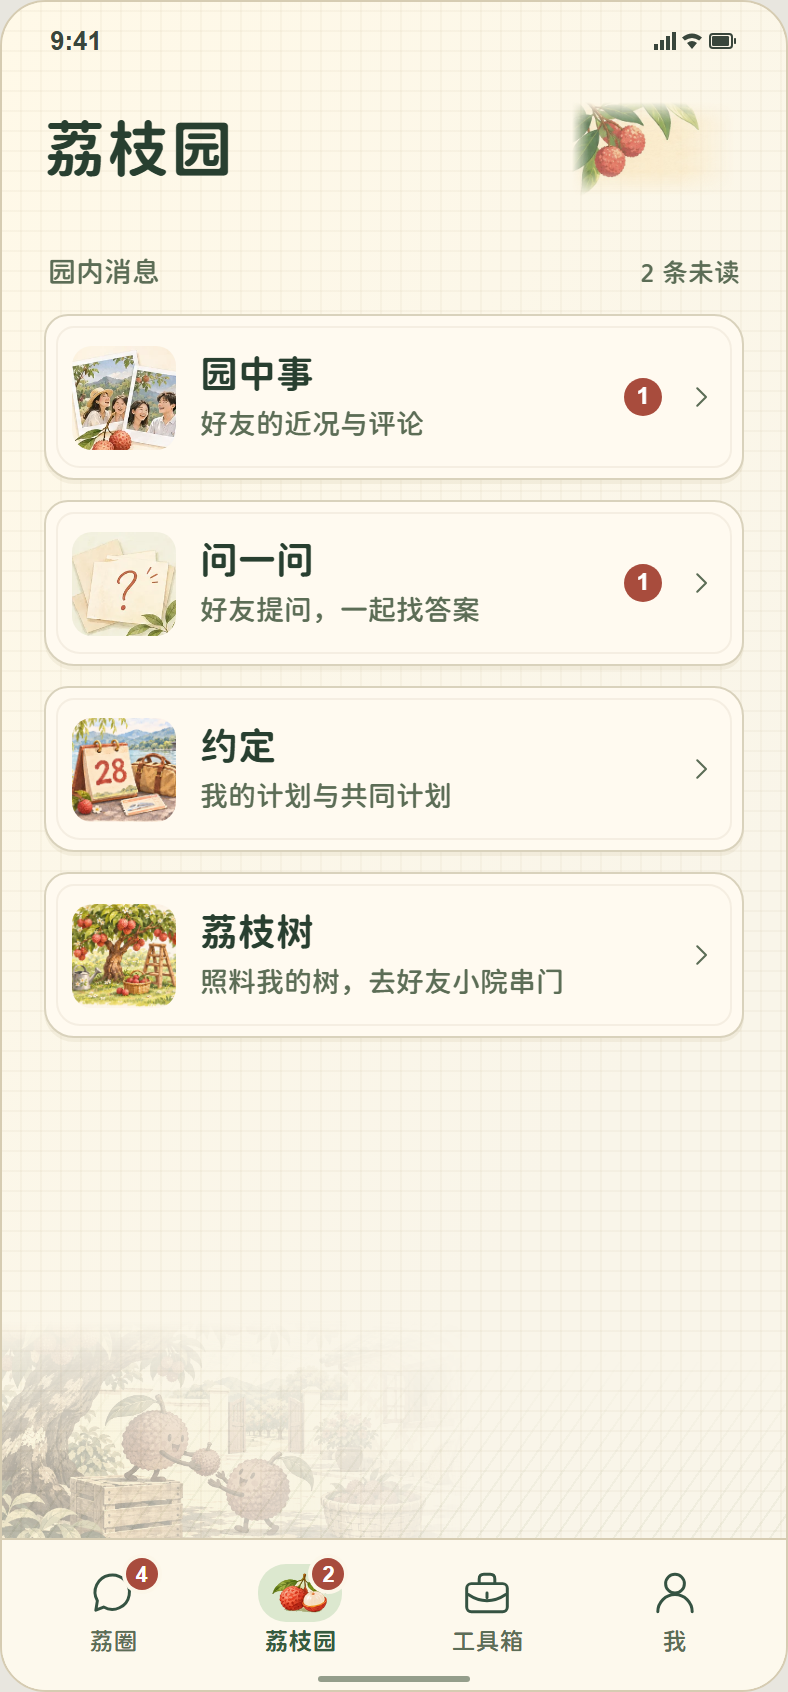 9:41
荔枝园
园内消息
2 条未读
园中事
好友的近况与评论
1
?
问一问
好友提问，一起找答案
1
28
约定
我的计划与共同计划
荔枝树
照料我的树，去好友小院串门
4
荔圈
2
荔枝园
工具箱
我